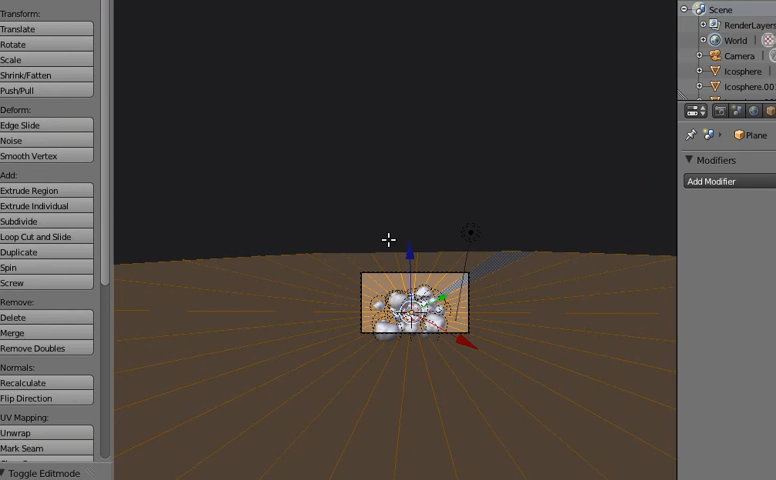 Transform:
Translate
Rotate
Scale
Shrink/Fatten
Push/Pull
Deform:
Edge Slide
Noise
Smooth Vertex
Add:
Extrude Region
Extrude Individual
Subdivide
Loop Cut and Slide
Duplicate
Spin
Screw
Remove:
Delete
Merge
Remove Doubles
Normals:
Recalculate
Flip Direction
UV Mapping:
Unwrap
Mark Seam
Toggle Editmode
Scene
RenderLayers
World
Camera
Icosphere
Icosphere.00
Plane
Modifiers
Add Modifier